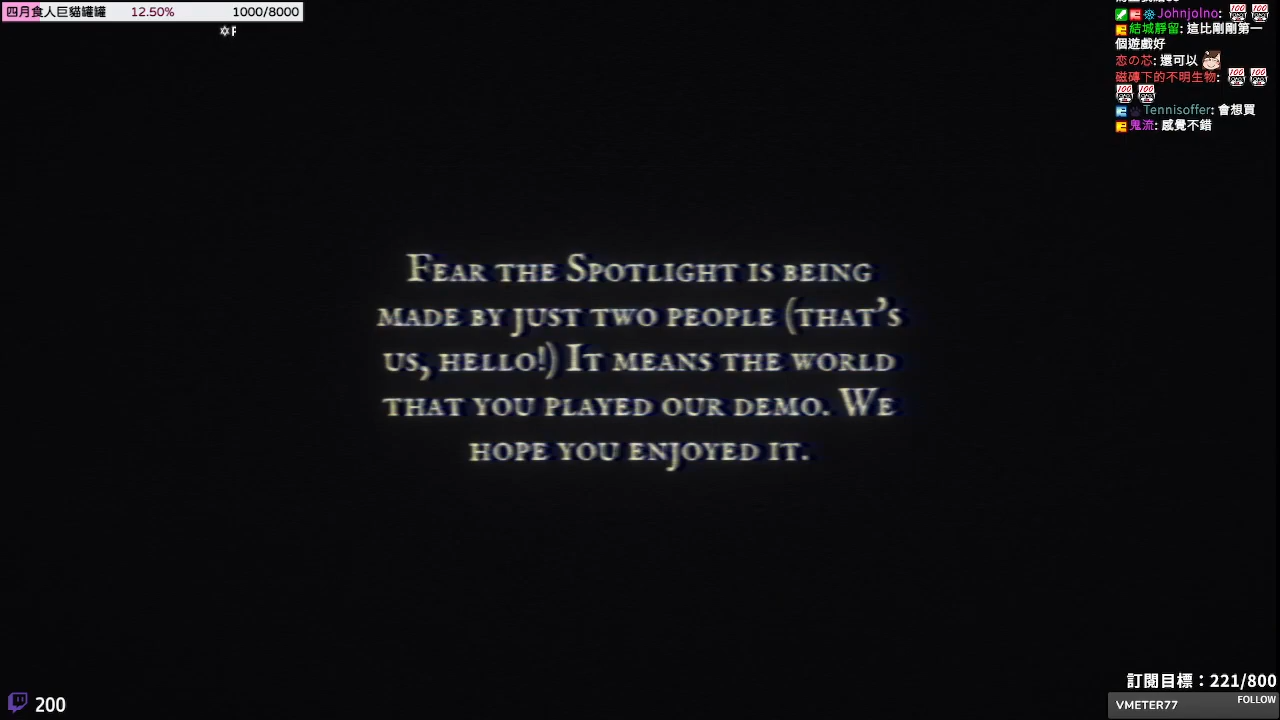 四月食人巨貓罐罐 12.50% 1000/8000
Johnjolno:
結城靜留: 這比剛剛第一
個遊戲好
恋の芯: 還可以
磁磚下的不明生物:
Tennisoffer: 會想買
鬼流: 感覺不錯
Fear the Spotlight is being
made by just two people (that's
us, hello!) It means the world
that you played our demo. We
hope you enjoyed it.
200
訂閱目標：221/800
VMETER77 FOLLOW